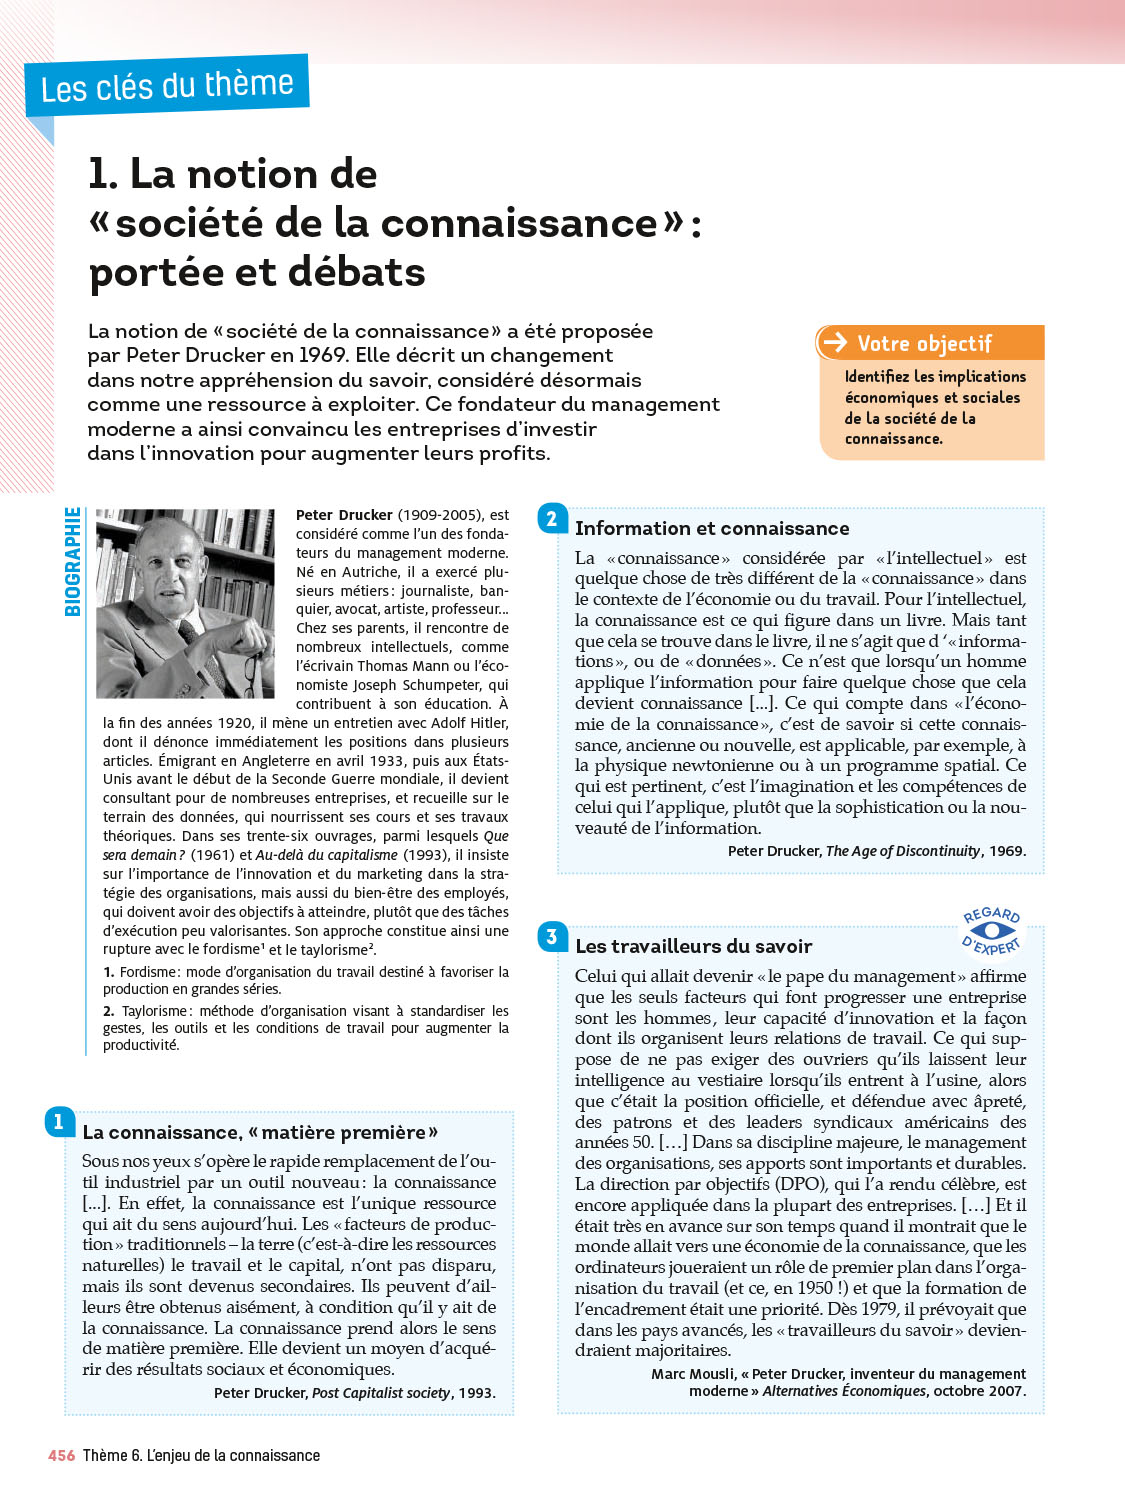 Les clés du thème
1. La notion de
« société de la connaissance » :
portée et débats
La notion de « société de la connaissance » a été proposée
par Peter Drucker en 1969. Elle décrit un changement
dans notre appréhension du savoir, considéré désormais
comme une ressource à exploiter. Ce fondateur du management
moderne a ainsi convaincu les entreprises d’investir
dans l’innovation pour augmenter leurs profits.
Votre objectif
Identifiez les implications
économiques et sociales
de la société de la
connaissance.
BIOGRAPHIE
Peter Drucker (1909-2005), est
considéré comme l’un des fonda-
teurs du management moderne.
Né en Autriche, il a exercé plu-
sieurs métiers : journaliste, ban-
quier, avocat, artiste, professeur...
Chez ses parents, il rencontre de
nombreux intellectuels, comme
l’écrivain Thomas Mann ou l’éco-
nomiste Joseph Schumpeter, qui
contribuent à son éducation. À
la fin des années 1920, il mène un entretien avec Adolf Hitler,
dont il dénonce immédiatement les positions dans plusieurs
articles. Émigrant en Angleterre en avril 1933, puis aux États-
Unis avant le début de la Seconde Guerre mondiale, il devient
consultant pour de nombreuses entreprises, et recueille sur le
terrain des données, qui nourrissent ses cours et ses travaux
théoriques. Dans ses trente-six ouvrages, parmi lesquels Que
sera demain ? (1961) et Au-delà du capitalisme (1993), il insiste
sur l’importance de l’innovation et du marketing dans la stra-
tégie des organisations, mais aussi du bien-être des employés,
qui doivent avoir des objectifs à atteindre, plutôt que des tâches
d’exécution peu valorisantes. Son approche constitue ainsi une
rupture avec le fordisme¹ et le taylorisme².
1. Fordisme : mode d’organisation du travail destiné à favoriser la
production en grandes séries.
2. Taylorisme : méthode d’organisation visant à standardiser les
gestes, les outils et les conditions de travail pour augmenter la
productivité.
1
La connaissance, « matière première »
Sous nos yeux s’opère le rapide remplacement de l’ou-
til industriel par un outil nouveau : la connaissance
[...]. En effet, la connaissance est l’unique ressource
qui ait du sens aujourd’hui. Les « facteurs de produc-
tion » traditionnels – la terre (c’est-à-dire les ressources
naturelles) le travail et le capital, n’ont pas disparu,
mais ils sont devenus secondaires. Ils peuvent d’ail-
leurs être obtenus aisément, à condition qu’il y ait de
la connaissance. La connaissance prend alors le sens
de matière première. Elle devient un moyen d’acqué-
rir des résultats sociaux et économiques.
Peter Drucker, Post Capitalist society, 1993.
2
Information et connaissance
La « connaissance » considérée par « l’intellectuel » est
quelque chose de très différent de la « connaissance » dans
le contexte de l’économie ou du travail. Pour l’intellectuel,
la connaissance est ce qui figure dans un livre. Mais tant
que cela se trouve dans le livre, il ne s’agit que d ‘« informa-
tions », ou de « données ». Ce n’est que lorsqu’un homme
applique l’information pour faire quelque chose que cela
devient connaissance [...]. Ce qui compte dans « l’écono-
mie de la connaissance », c’est de savoir si cette connais-
sance, ancienne ou nouvelle, est applicable, par exemple, à
la physique newtonienne ou à un programme spatial. Ce
qui est pertinent, c’est l’imagination et les compétences de
celui qui l’applique, plutôt que la sophistication ou la nou-
veauté de l’information.
Peter Drucker, The Age of Discontinuity, 1969.
REGARD
D’EXPERT
3
Les travailleurs du savoir
Celui qui allait devenir « le pape du management » affirme
que les seuls facteurs qui font progresser une entreprise
sont les hommes, leur capacité d’innovation et la façon
dont ils organisent leurs relations de travail. Ce qui sup-
pose de ne pas exiger des ouvriers qu’ils laissent leur
intelligence au vestiaire lorsqu’ils entrent à l’usine, alors
que c’était la position officielle, et défendue avec âpreté,
des patrons et des leaders syndicaux américains des
années 50. [...] Dans sa discipline majeure, le management
des organisations, ses apports sont importants et durables.
La direction par objectifs (DPO), qui l’a rendu célèbre, est
encore appliquée dans la plupart des entreprises. [...] Et il
était très en avance sur son temps quand il montrait que le
monde allait vers une économie de la connaissance, que les
ordinateurs joueraient un rôle de premier plan dans l’orga-
nisation du travail (et ce, en 1950 !) et que la formation de
l’encadrement était une priorité. Dès 1979, il prévoyait que
dans les pays avancés, les « travailleurs du savoir » devien-
draient majoritaires.
Marc Mousli, « Peter Drucker, inventeur du management
moderne » Alternatives Économiques, octobre 2007.
456 Thème 6. L’enjeu de la connaissance